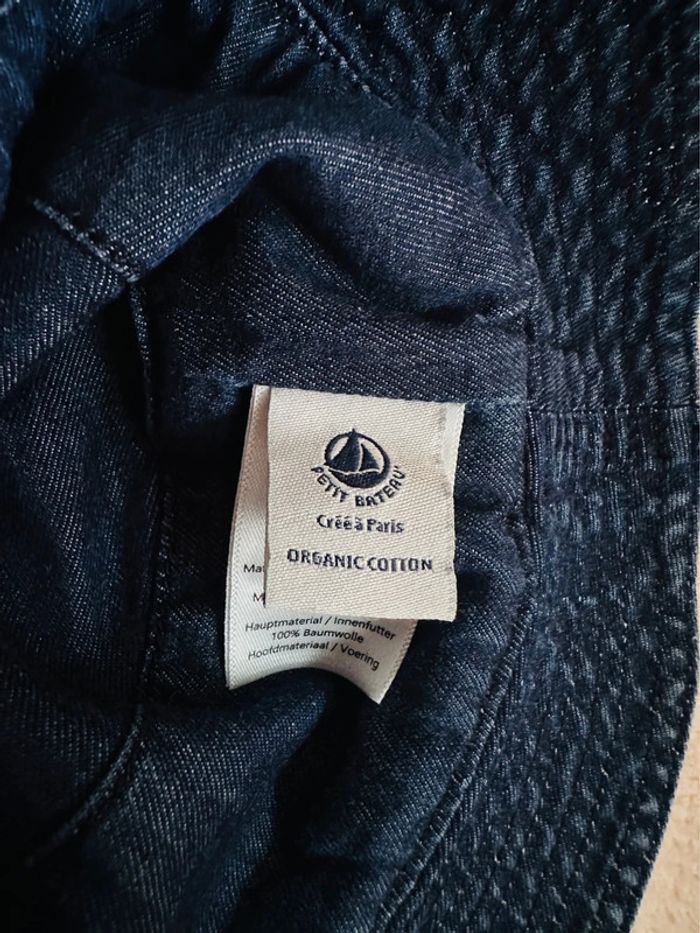 PETIT BATEAU
Créé à Paris
ORGANIC COTTON
Hauptmaterial / Innenfutter
100% Baumwolle
Hoofdmateriaal / Voering